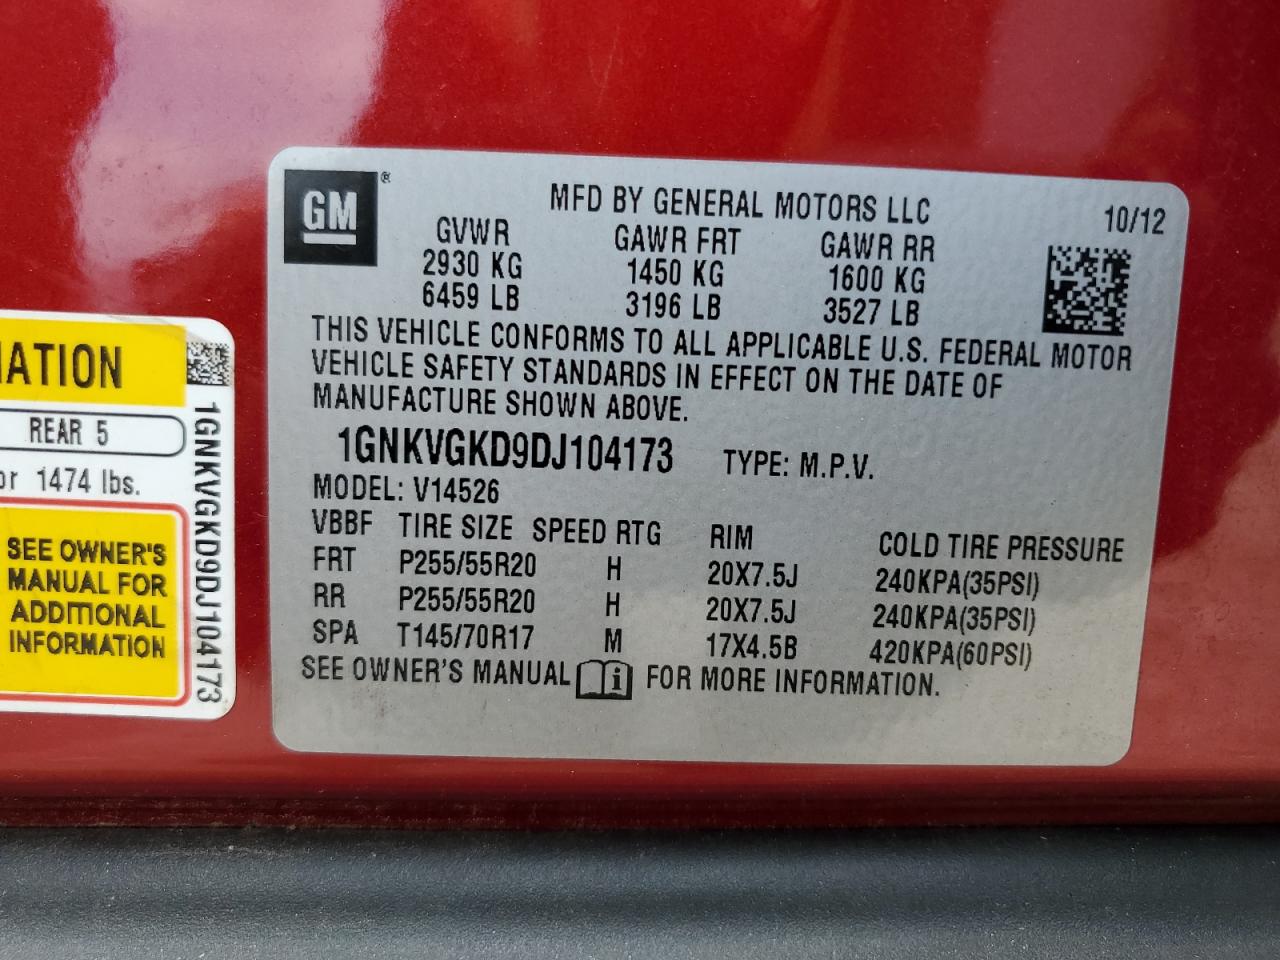 GM ®
MFD BY GENERAL MOTORS LLC 10/12
GVWR GAWR FRT GAWR RR
2930 KG 1450 KG 1600 KG
6459 LB 3196 LB 3527 LB
THIS VEHICLE CONFORMS TO ALL APPLICABLE U.S. FEDERAL MOTOR
VEHICLE SAFETY STANDARDS IN EFFECT ON THE DATE OF
MANUFACTURE SHOWN ABOVE.
1GNKVGKD9DJ104173 TYPE: M.P.V.
MODEL: V14526
VBBF TIRE SIZE SPEED RTG RIM COLD TIRE PRESSURE
FRT P255/55R20 H 20X7.5J 240KPA(35PSI)
RR P255/55R20 H 20X7.5J 240KPA(35PSI)
SPA T145/70R17 M 17X4.5B 420KPA(60PSI)
SEE OWNER'S MANUAL i FOR MORE INFORMATION.
MATION
REAR 5
or 1474 lbs.
SEE OWNER'S
MANUAL FOR
ADDITIONAL
INFORMATION
1GNKVGKD9DJ104173